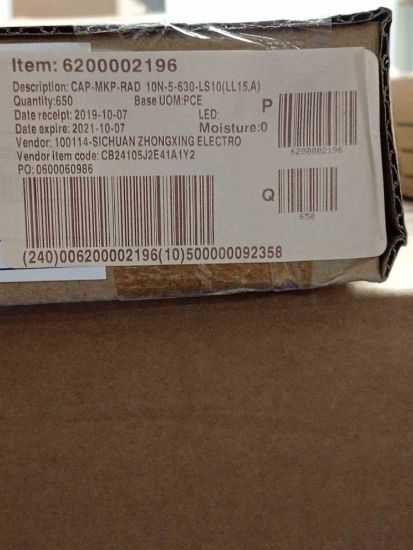 Item: 6200002196
Description: CAP-MKP-RAD 10N-5-630-LS10(LL15,A)
Quantity:650 Base UOM:PCE
Date receipt: 2019-10-07 LED:
Date expire: 2021-10-07 Moisture:0
Vendor: 100114-SICHUAN ZHONGXING ELECTRO
Vendor item code: CB24105J2E41A1Y2
PO:0600060986
P
6200002196
Q
650
(240)006200002196(10)500000092358